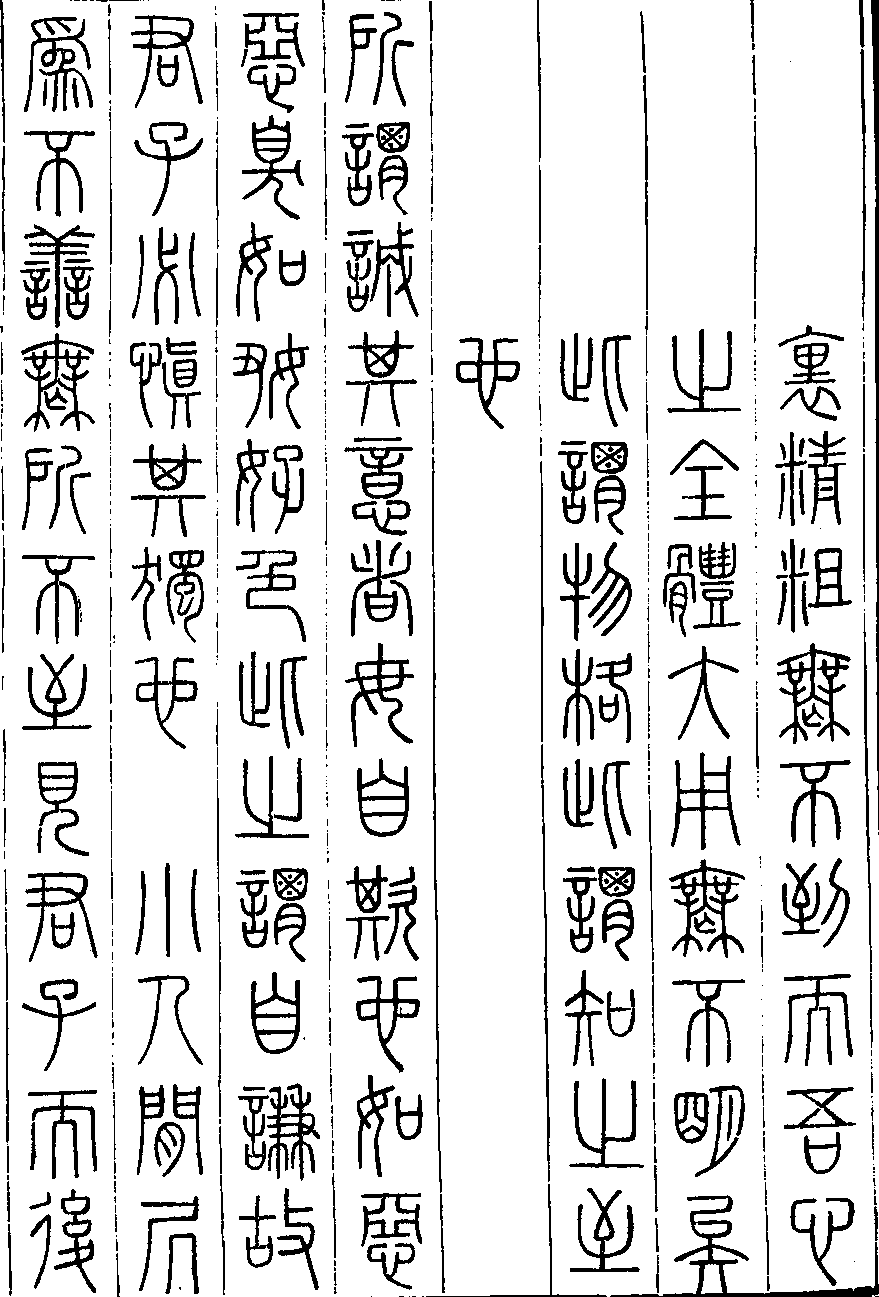 裏精粗無不到而吾心
之全體大用無不明矣
此謂物格此謂知之至
也
所謂誠其意者毋自欺也如惡
惡臭如好好色此之謂自謙故
君子必慎其獨也 小人閒居
爲不善無所不至見君子而後